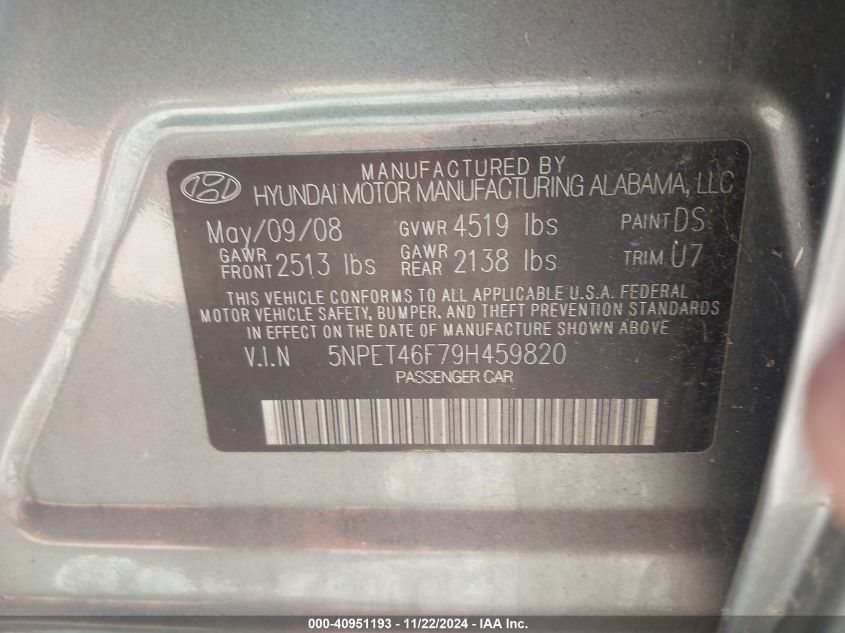 MANUFACTURED BY
HYUNDAI MOTOR MANUFACTURING ALABAMA, LLC
May/09/08 GVWR 4519 lbs PAINT DS
GAWR FRONT 2513 lbs GAWR REAR 2138 lbs TRIM U7
THIS VEHICLE CONFORMS TO ALL APPLICABLE U.S.A. FEDERAL
MOTOR VEHICLE SAFETY, BUMPER, AND THEFT PREVENTION STANDARDS
IN EFFECT ON THE DATE OF MANUFACTURE SHOWN ABOVE
V.I.N 5NPET46F79H459820
PASSENGER CAR
000-40951193 - 11/22/2024 - IAA Inc.